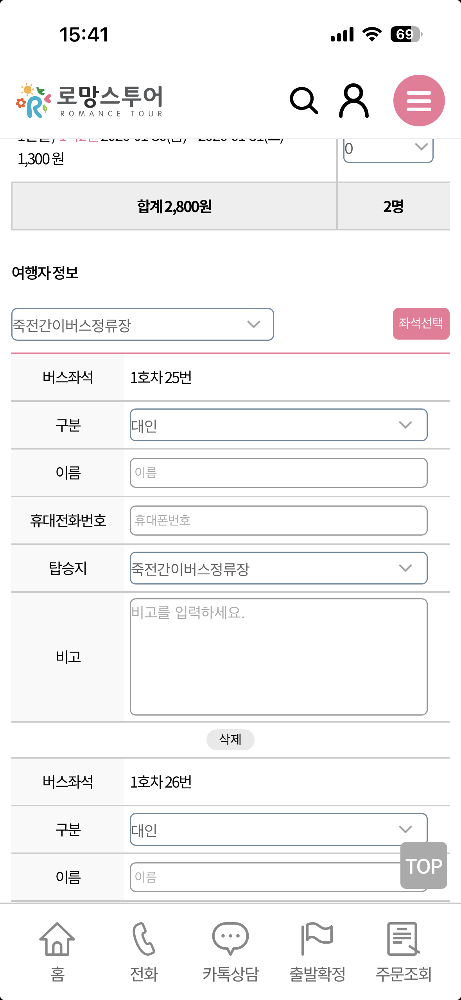 15:41
69
로망스투어
ROMANCE TOUR
0
1,300 원
합계 2,800원
2명
여행자 정보
죽전간이버스정류장
좌석선택
버스좌석
1호차 25번
구분
대인
이름
이름
휴대전화번호
휴대폰번호
탑승지
죽전간이버스정류장
비고
비고를 입력하세요.
삭제
버스좌석
1호차 26번
구분
대인
이름
이름
TOP
홈
전화
카톡상담
출발확정
주문조회